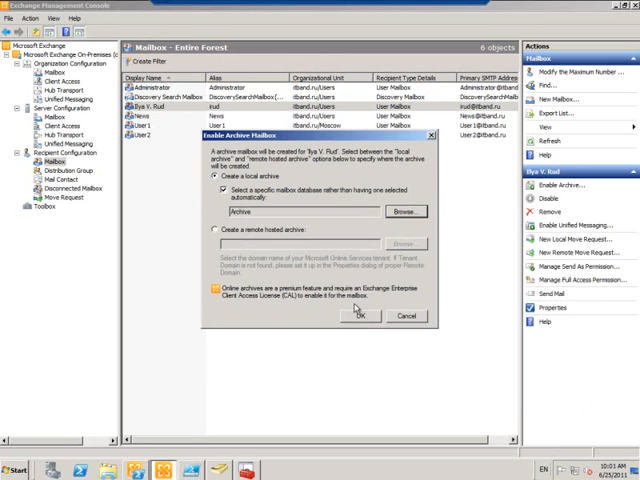 Exchange Management Console
File Action View Help
Microsoft Exchange
Microsoft Exchange On-Premises (
Organization Configuration
Mailbox
Client Access
Hub Transport
Unified Messaging
Server Configuration
Mailbox
Client Access
Hub Transport
Unified Messaging
Recipient Configuration
Mailbox
Distribution Group
Mail Contact
Disconnected Mailbox
Move Request
Toolbox
Mailbox - Entire Forest
6 objects
Create Filter
Display Name Alias Organizational Unit Recipient Type Details Primary SMTP Address
Administrator Administrator itband.ru/Users User Mailbox Administrator@itband
Discovery Search Mailbox DiscoverySearchMailbox{... itband.ru/Users User Mailbox DiscoverySearchMailb
Ilya V. Rud irud itband.ru/Users User Mailbox irud@itband.ru
News News itband.ru/Users User Mailbox News@itband.ru
User1 User1 itband.ru/Moscow User Mailbox User1@itband.ru
User2 User2@itband.ru
Enable Archive Mailbox
A archive mailbox will be created for 'Ilya V. Rud'. Select between the "local
archive" and "remote hosted archive" options below to specify where the archive
will be created.
Create a local archive
Select a specific mailbox database rather than having one selected
automatically:
Archive
Browse...
Create a remote hosted archive:
Browse...
Select the domain name of your Microsoft Online Services tenant. If Tenant
Domain is not found, please set it up in the Properties dialog of proper Remote
Domain.
Online archives are a premium feature and require an Exchange Enterprise
Client Access License (CAL) to enable it for the mailbox.
OK Cancel
Actions
Mailbox
Modify the Maximum Number ...
Find...
New Mailbox...
Export List...
View
Refresh
Help
Ilya V. Rud
Enable Archive...
Disable
Remove
Enable Unified Messaging...
New Local Move Request...
New Remote Move Request...
Manage Send As Permission...
Manage Full Access Permission...
Send Mail
Properties
Help
Start
EN
10:01 AM
6/25/2011